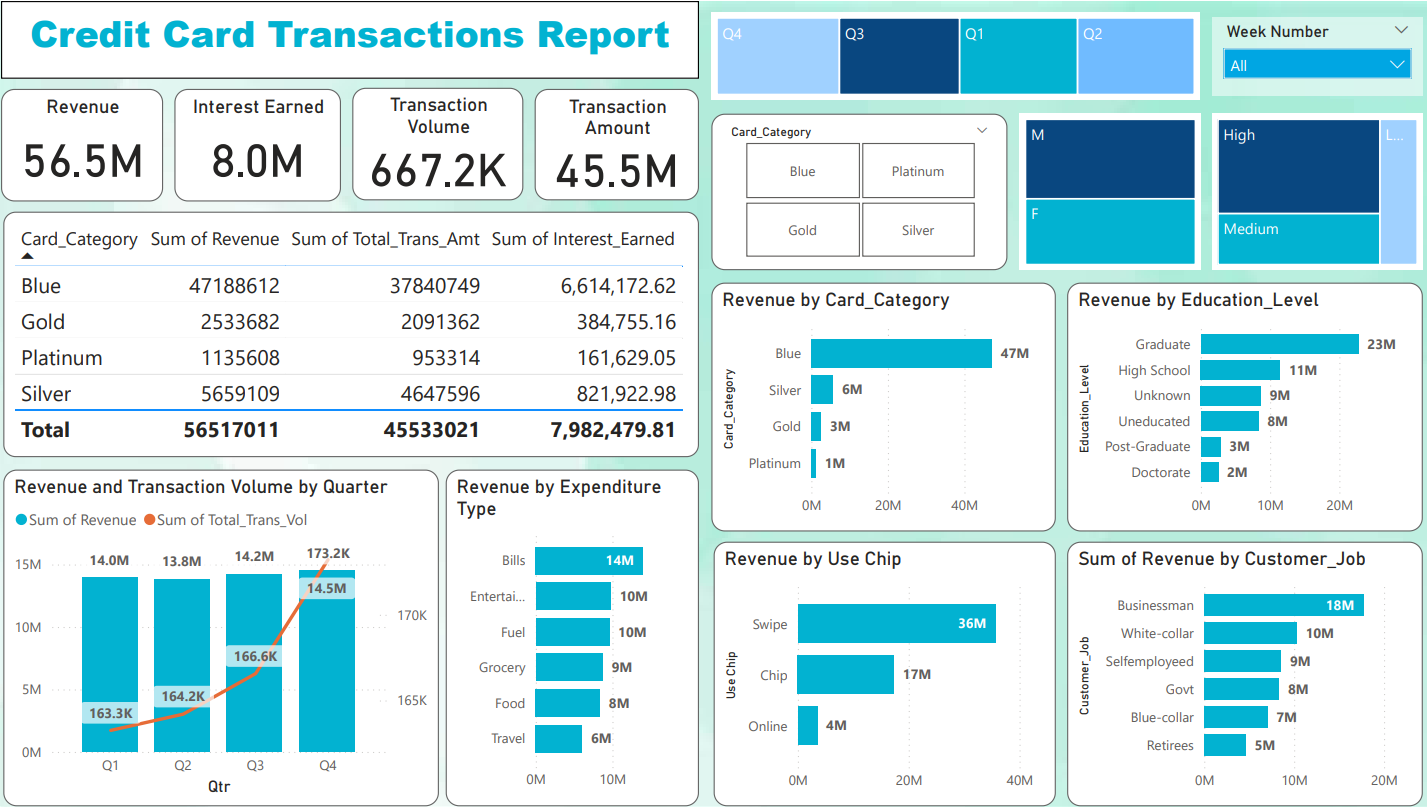 Credit Card Transactions Report
Q4
Q3
Q1
Q2
Week Number
All
Revenue
56.5M
Interest Earned
8.0M
Transaction
Volume
667.2K
Transaction
Amount
45.5M
Card_Category
Blue
Platinum
Gold
Silver
M
F
High
L...
Medium
Card_Category Sum of Revenue Sum of Total_Trans_Amt Sum of Interest_Earned
Blue 47188612 37840749 6,614,172.62
Gold 2533682 2091362 384,755.16
Platinum 1135608 953314 161,629.05
Silver 5659109 4647596 821,922.98
Total 56517011 45533021 7,982,479.81
Revenue by Card_Category
Card_Category
Blue 47M
Silver 6M
Gold 3M
Platinum 1M
0M 20M 40M
Revenue by Education_Level
Education_Level
Graduate 23M
High School 11M
Unknown 9M
Uneducated 8M
Post-Graduate 3M
Doctorate 2M
0M 10M 20M
Revenue and Transaction Volume by Quarter
Sum of Revenue Sum of Total_Trans_Vol
15M
10M
5M
0M
14.0M 13.8M 14.2M 14.5M
163.3K 164.2K 166.6K 173.2K
170K
165K
Q1 Q2 Q3 Q4
Qtr
Revenue by Expenditure
Type
Bills 14M
Entertai... 10M
Fuel 10M
Grocery 9M
Food 8M
Travel 6M
0M 10M
Revenue by Use Chip
Use Chip
Swipe 36M
Chip 17M
Online 4M
0M 20M 40M
Sum of Revenue by Customer_Job
Customer_Job
Businessman 18M
White-collar 10M
Selfemployeed 9M
Govt 8M
Blue-collar 7M
Retirees 5M
0M 10M 20M